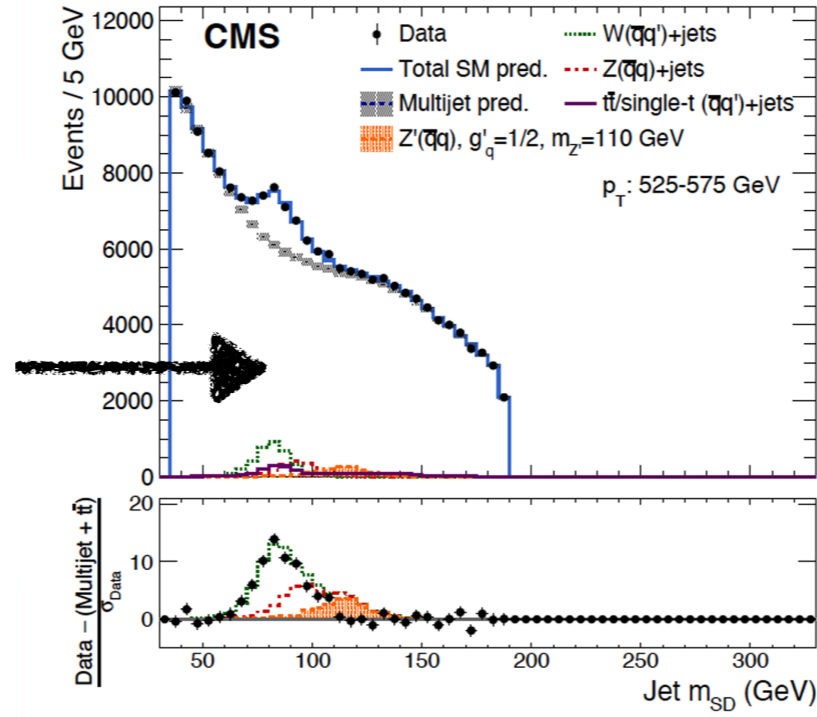 CMS
Data
Total SM pred.
Multijet pred.
Z'(q̅q), g'q=1/2, mZ'=110 GeV
W(q̅q')+jets
Z(q̅q)+jets
tt̅/single-t (q̅q')+jets
pT: 525-575 GeV
Events / 5 GeV
12000
10000
8000
6000
4000
2000
0
Data − (Multijet + tt̅)
σData
20
10
0
50 100 150 200 250 300
Jet mSD (GeV)